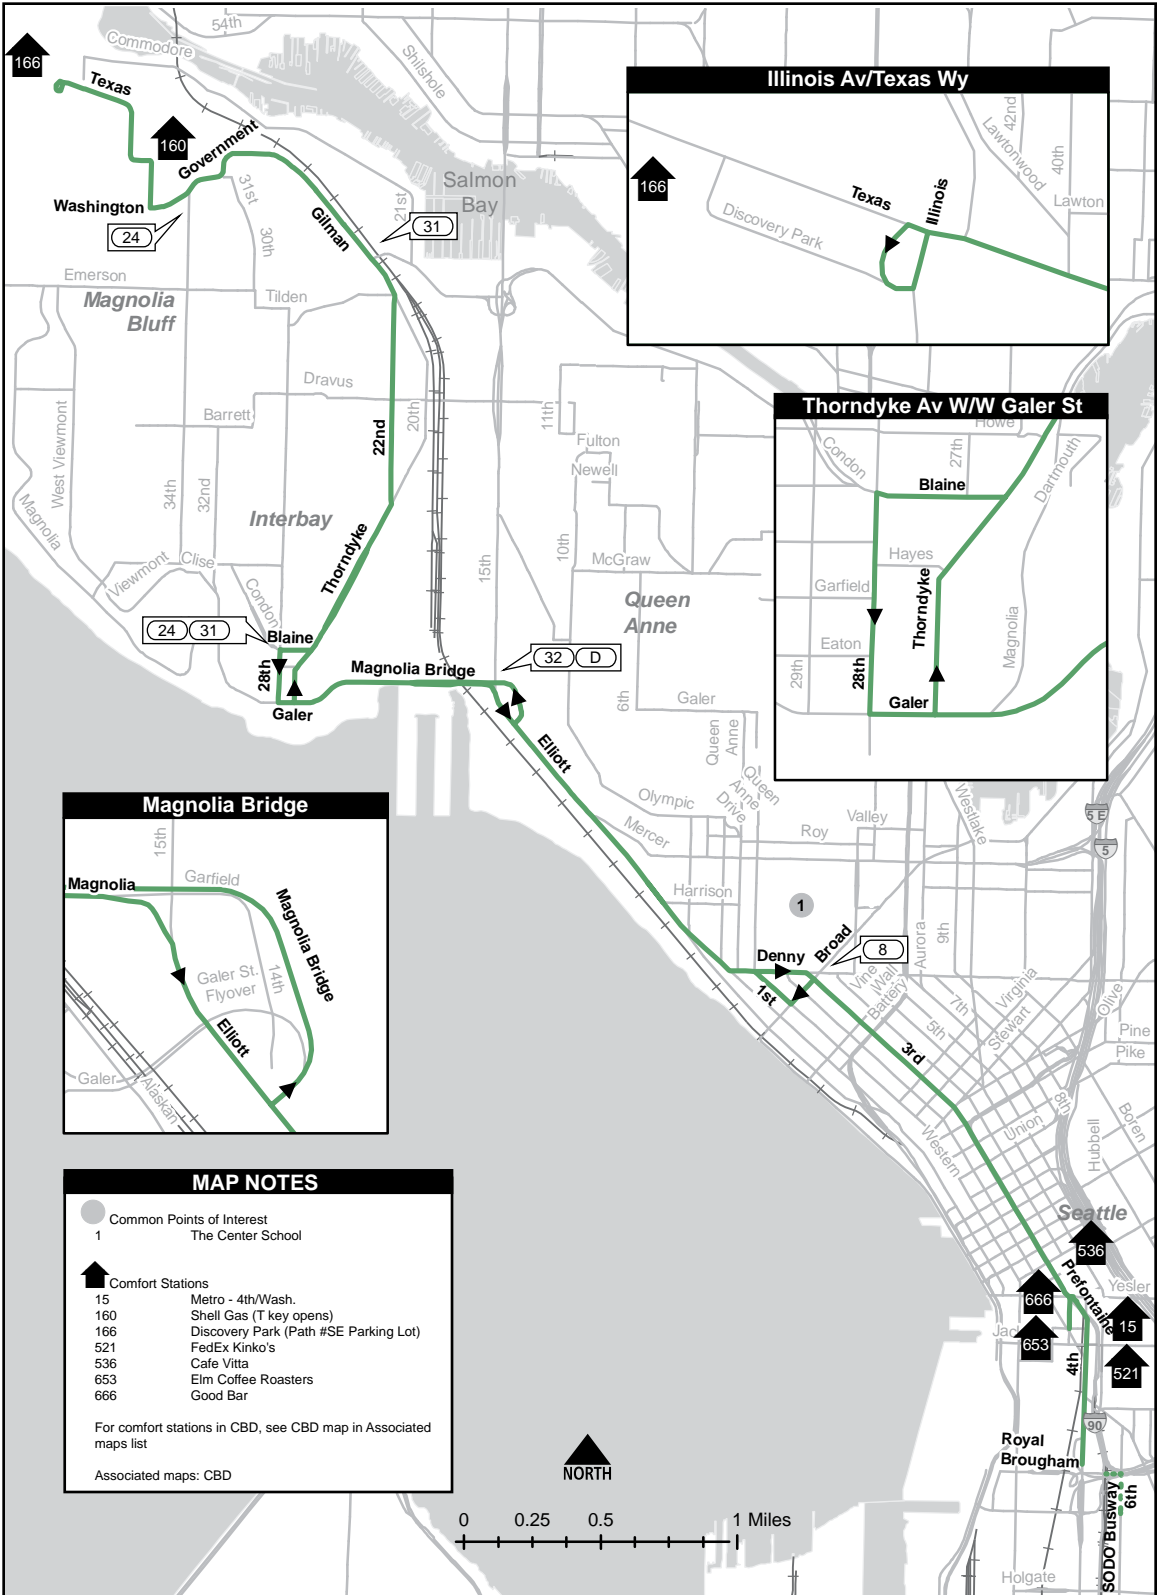 54th
Commodore
Shilshole
166
Texas
160
Government
Washington
24
31st
30th
Gilman
21st
31
Salmon
Bay
Emerson
Magnolia
Bluff
Tilden
Dravus
Barrett
20th
22nd
West Viewmont
Magnolia
34th
32nd
Interbay
Viewmont
Clise
Condon
Thorndyke
24 31
Blaine
28th
Galer
Magnolia Bridge
15th
32 D
11th
Fulton
Newell
10th
McGraw
Queen
Anne
6th
Galer
Queen
Anne
Queen
Anne
Drive
Elliott
Olympic
Mercer
Roy
Valley
Westlake
5 E
5
Harrison
1
Denny
Broad
8
1st
Vine
Wall
Battery
Aurora
9th
7th
5th
Virginia
Stewart
Olive
Pine
Pike
3rd
Western
Union
8th
Hubbell
Boren
Seattle
536
Prefontaine
Yesler
666
653
15
521
Jac
4th
90
Royal
Brougham
SODO Busway
6th
Holgate
Illinois Av/Texas Wy
166
Texas
Illinois
Discovery Park
Lawtonwood
42nd
40th
Lawton
Thorndyke Av W/W Galer St
Howe
Condon
27th
Dartmouth
Blaine
Hayes
Garfield
Thorndyke
Eaton
29th
28th
Magnolia
Galer
Magnolia Bridge
15th
Magnolia
Garfield
Magnolia Bridge
Galer St.
Flyover
14th
Elliott
Galer
Alaskan
MAP NOTES
Common Points of Interest
1 The Center School
Comfort Stations
15 Metro - 4th/Wash.
160 Shell Gas (T key opens)
166 Discovery Park (Path #SE Parking Lot)
521 FedEx Kinko's
536 Cafe Vitta
653 Elm Coffee Roasters
666 Good Bar
For comfort stations in CBD, see CBD map in Associated
maps list
Associated maps: CBD
NORTH
0 0.25 0.5 1 Miles